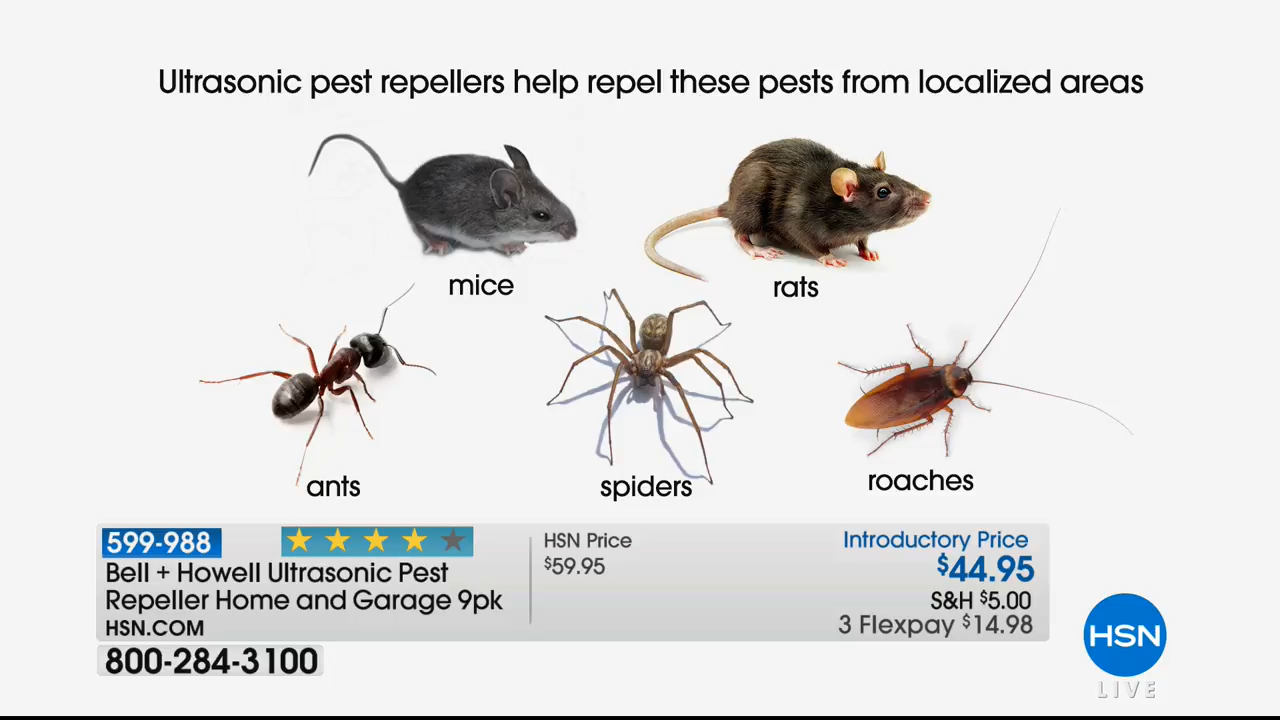 Ultrasonic pest repellers help repel these pests from localized areas
mice
rats
ants
spiders
roaches
599-988
Bell + Howell Ultrasonic Pest
Repeller Home and Garage 9pk
HSN.COM
800-284-3100
HSN Price
$59.95
Introductory Price
$44.95
S&H $5.00
3 Flexpay $14.98
HSN
LIVE